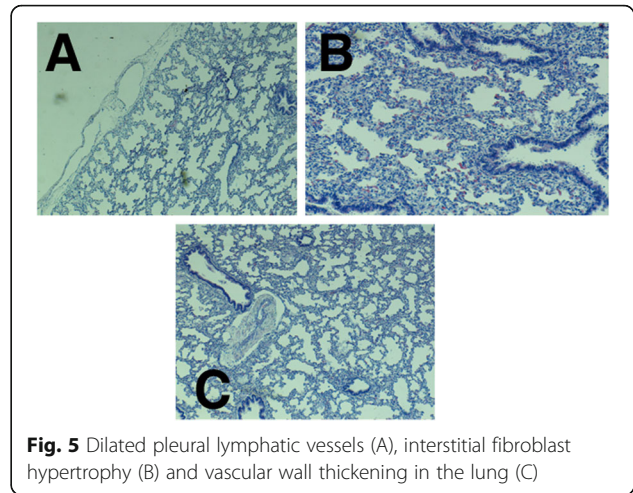 A
B
C
Fig. 5 Dilated pleural lymphatic vessels (A), interstitial fibroblast
hypertrophy (B) and vascular wall thickening in the lung (C)